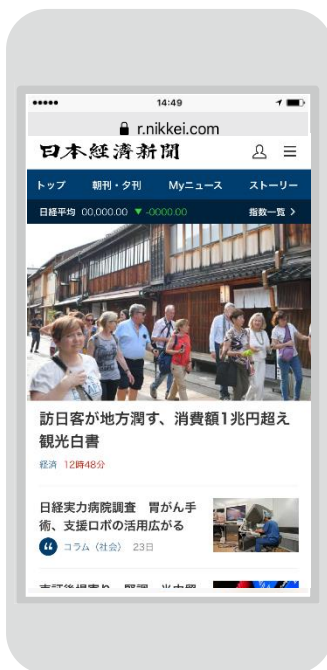 14:49
r.nikkei.com
日本経済新聞
トップ 朝刊・夕刊 Myニュース ストーリー
日経平均 00,000.00 ▼ -0000.00 指数一覧 >
訪日客が地方潤す、消費額1兆円超え
観光白書
経済 12時48分
日経実力病院調査 胃がん手
術、支援ロボの活用広がる
コラム（社会） 23日